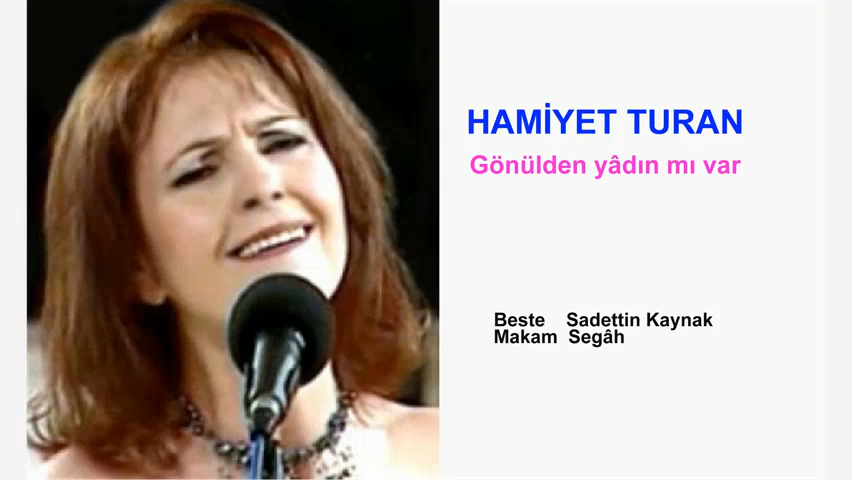 HAMİYET TURAN
Gönülden yâdın mı var
Beste Sadettin Kaynak
Makam Segâh